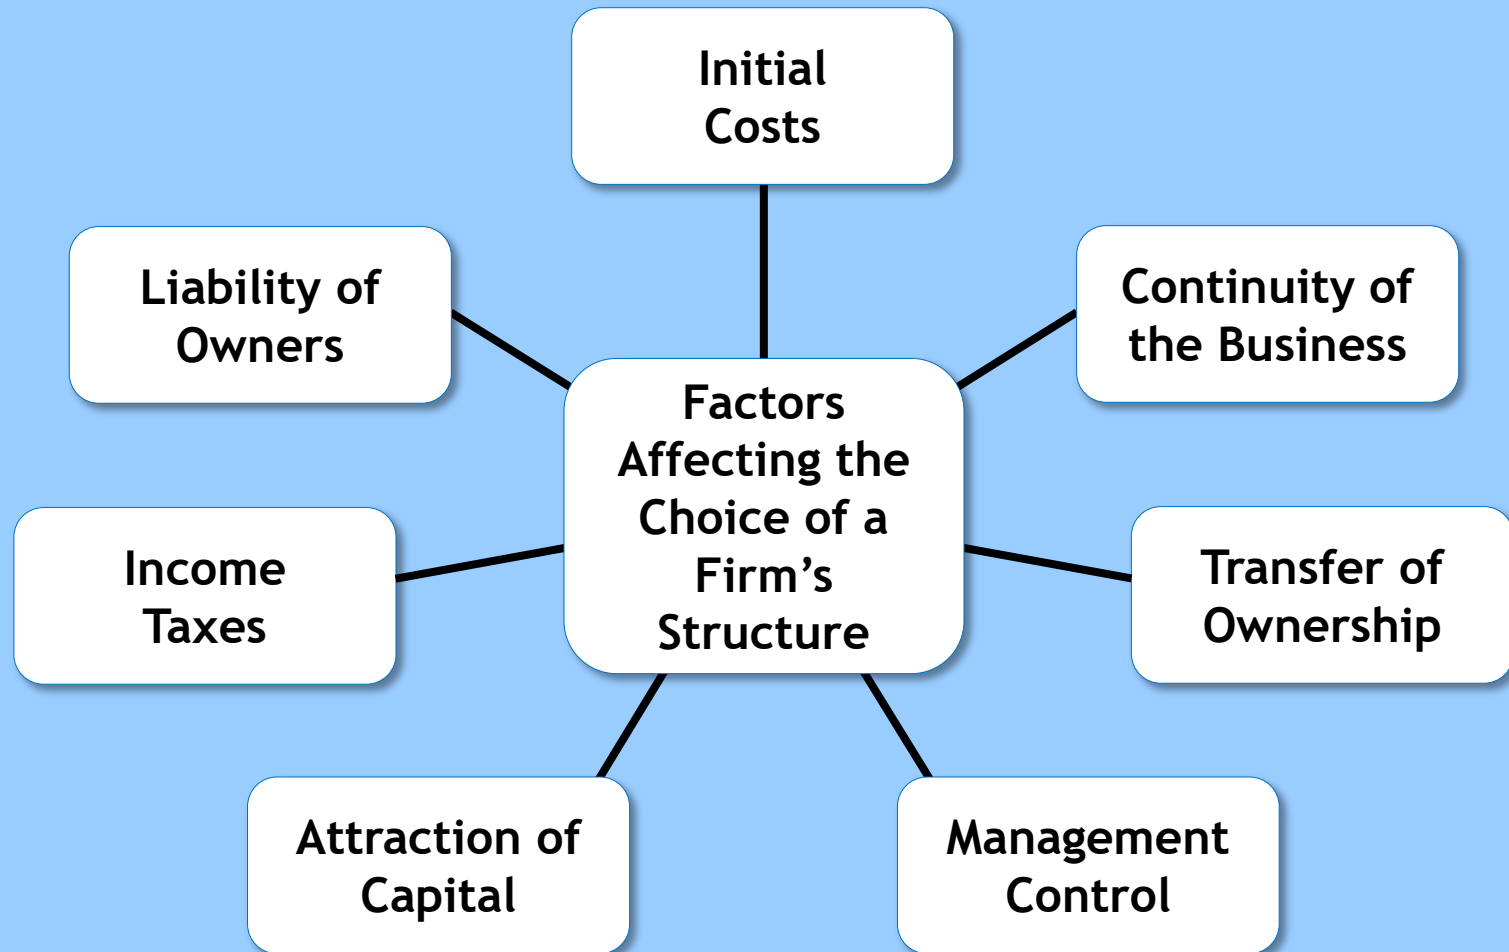 Initial
Costs
Liability of
Owners
Continuity of
the Business
Factors
Affecting the
Choice of a
Firm’s
Structure
Income
Taxes
Transfer of
Ownership
Attraction of
Capital
Management
Control